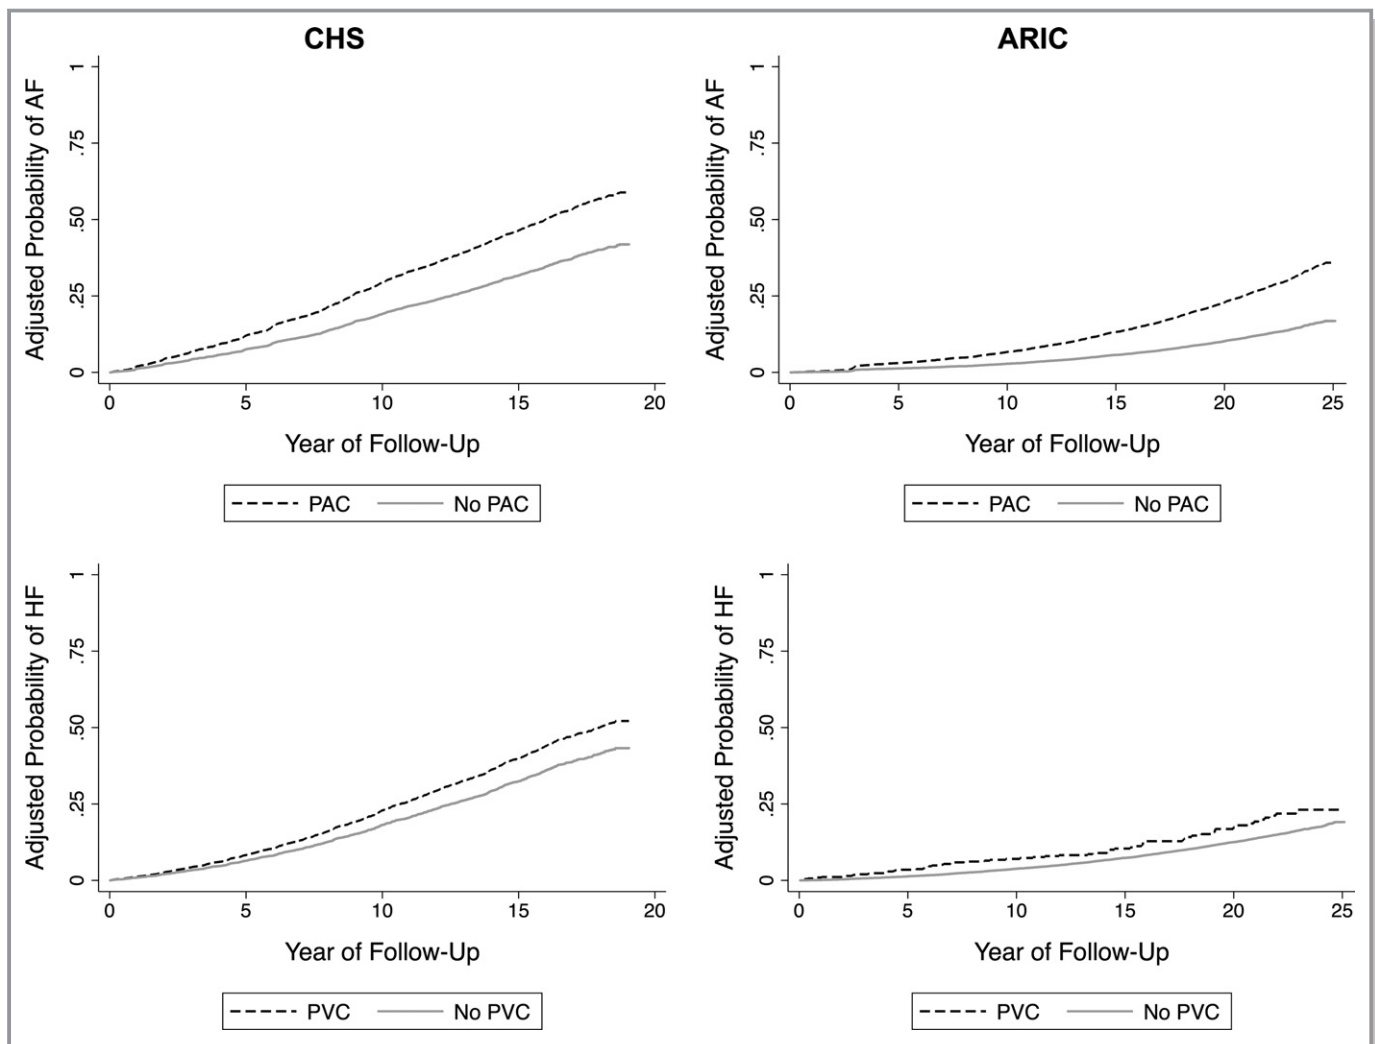 CHS
Adjusted Probability of AF
1
.75
.50
.25
0
0 5 10 15 20
Year of Follow-Up
PAC No PAC
ARIC
Adjusted Probability of AF
1
.75
.50
.25
0
0 5 10 15 20 25
Year of Follow-Up
PAC No PAC
Adjusted Probability of HF
1
.75
.50
.25
0
0 5 10 15 20
Year of Follow-Up
PVC No PVC
Adjusted Probability of HF
1
.75
.50
.25
0
0 5 10 15 20 25
Year of Follow-Up
PVC No PVC